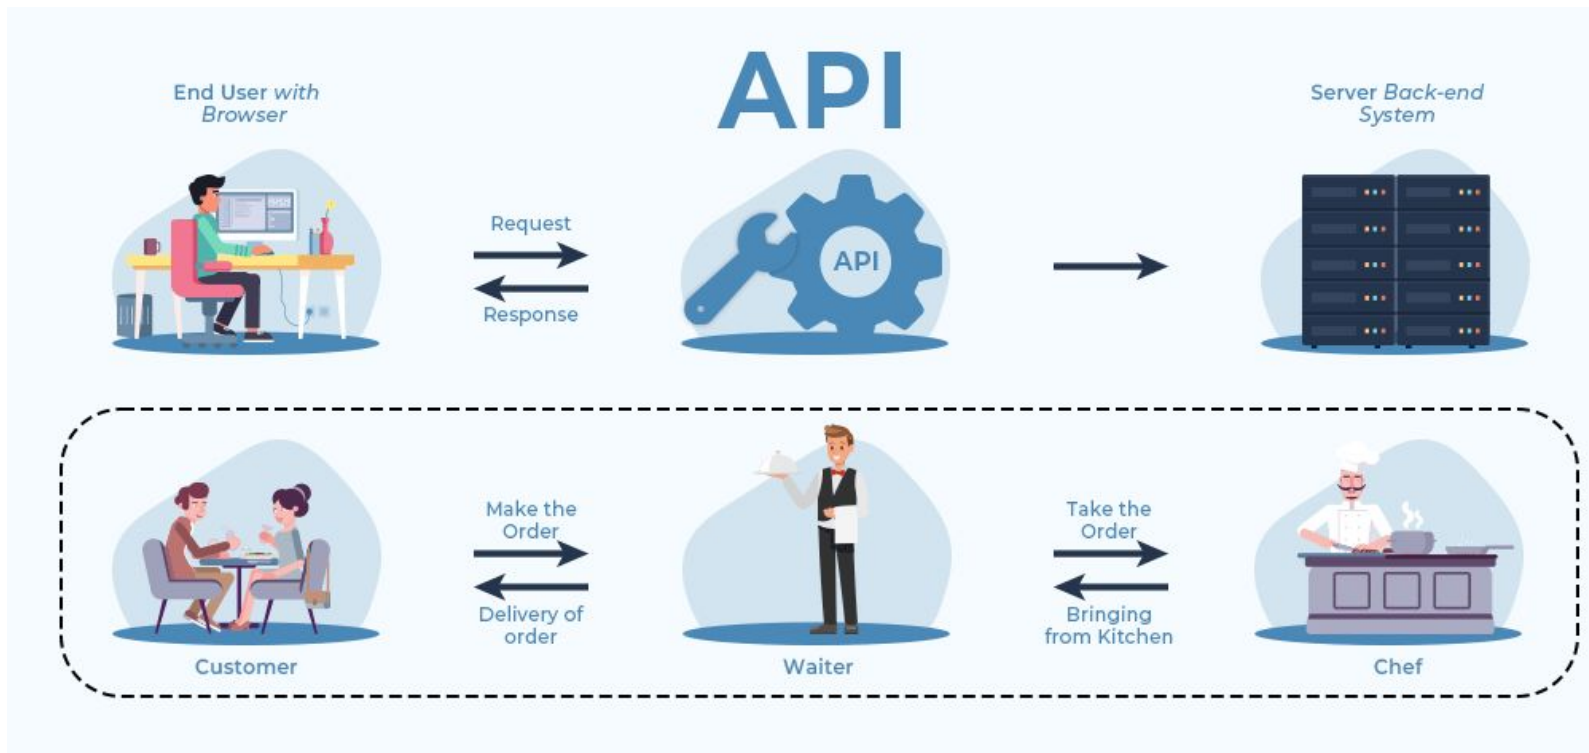 API
End User with
Browser
Server Back-end
System
Request
API
Response
Make the
Order
Take the
Order
Delivery of
order
Bringing
from Kitchen
Customer
Waiter
Chef